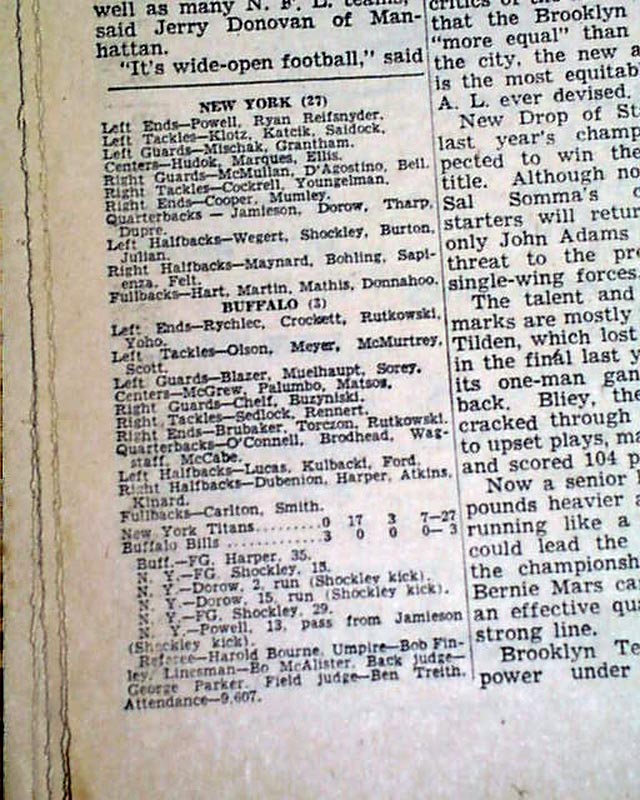 well as many N. F. L. teams,"
said Jerry Donovan of Man-
hattan.
"It's wide-open football," said
NEW YORK (27)
Left Ends—Powell, Ryan Reifsnyder.
Left Tackles—Klotz, Katcik, Saidock.
Left Guards—Mischak, Grantham.
Centers—Hudok, Marques, Ellis.
Right Guards—McMullan, D'Agostino, Bell.
Right Tackles—Cockrell, Youngelman.
Right Ends—Cooper, Mumley.
Quarterbacks — Jamieson, Dorow, Tharp,
Dupre.
Left Halfbacks—Wegert, Shockley, Burton,
Julian.
Right Halfbacks—Maynard, Bohling, Sapi-
enza, Felt.
Fullbacks—Hart, Martin, Mathis, Donnahoo.
BUFFALO (3)
Left Ends—Rychlec, Crockett, Rutkowski,
Yoho.
Left Tackles—Olson, Meyer, McMurtrey,
Scott.
Left Guards—Blazer, Muelhaupt, Sorey.
Centers—McGrew, Palumbo, Matsos.
Right Guards—Chelf, Buzyniski.
Right Tackles—Sedlock, Rennert.
Right Ends—Brubaker, Torczon, Rutkowski.
Quarterbacks—O'Connell, Brodhead, Wag-
staff, McCabe.
Left Halfbacks—Lucas, Kulbacki, Ford.
Right Halfbacks—Dubenion, Harper, Atkins,
Kinard.
Fullbacks—Carlton, Smith.
New York Titans.........0 17 3 7—27
Buffalo Bills ............3 0 0 0— 3
Buff.—FG, Harper, 35.
N. Y.—FG, Shockley, 15.
N. Y.—Dorow, 2, run (Shockley kick).
N. Y.—Dorow, 15, run (Shockley kick).
N. Y.—FG, Shockley, 29.
N. Y.—Powell, 13, pass from Jamieson
(Shockley kick).
Referee—Harold Bourne, Umpire—Bob Fin-
ley, Linesman—Bo McAlister, Back judge—
George Parker, Field judge—Ben Treith.
Attendance—9,607.
critics of the
that the Brooklyn
"more equal" than
the city, the new a
is the most equitab
A. L. ever devised.
New Drop of St
last year's champ
pected to win the
title. Although no
Sal Somma's
starters will retur
only John Adams
threat to the pre
single-wing forces.
The talent and
marks are mostly
Tilden, which lost
in the final last y
its one-man gan
back. Bliey, the
cracked through
to upset plays, ma
and scored 104 p
Now a senior
pounds heavier
running like a
could lead the
the championsh
Bernie Mars ca
an effective qua
strong line.
Brooklyn Te
power under